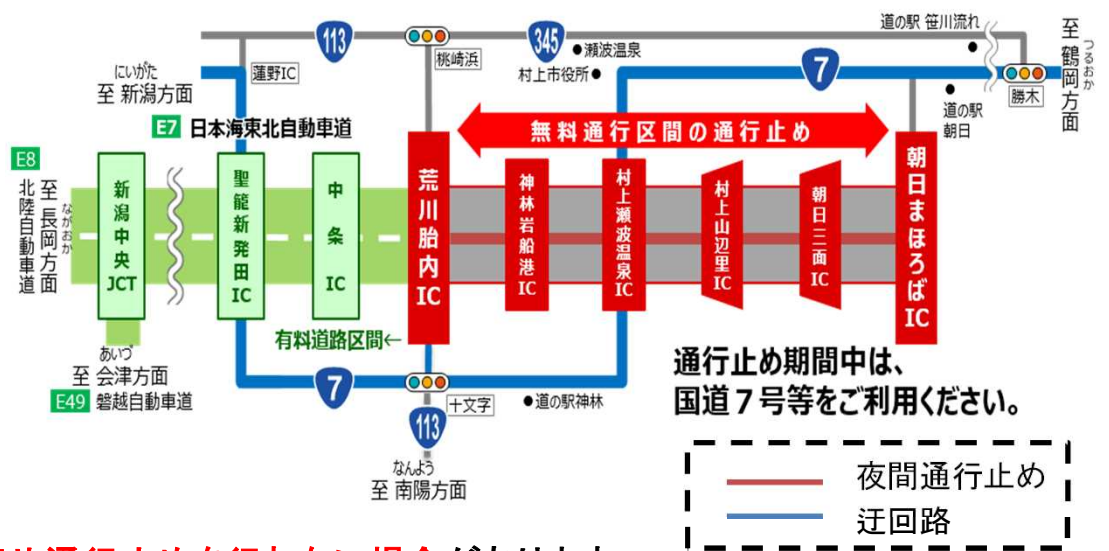 道の駅 笹川流れ
113
345
瀬波温泉
桃崎浜
至 鶴岡方面
つるおか
にいがた
至 新潟方面
蓮野IC
村上市役所
7
勝木
道の駅
朝日
E7 日本海東北自動車道
無料通行区間の通行止め
E8
北陸自動車道
至 長岡方面
ながおか
新潟中央JCT
聖籠新発田IC
中条IC
荒川胎内IC
神林岩船港IC
村上瀬波温泉IC
村上山辺里IC
朝日三面IC
朝日まほろばIC
有料道路区間←
あいづ
至 会津方面
E49 磐越自動車道
7
十文字
道の駅神林
113
なんよう
至 南陽方面
通行止め期間中は、
国道7号等をご利用ください。
夜間通行止め
迂回路